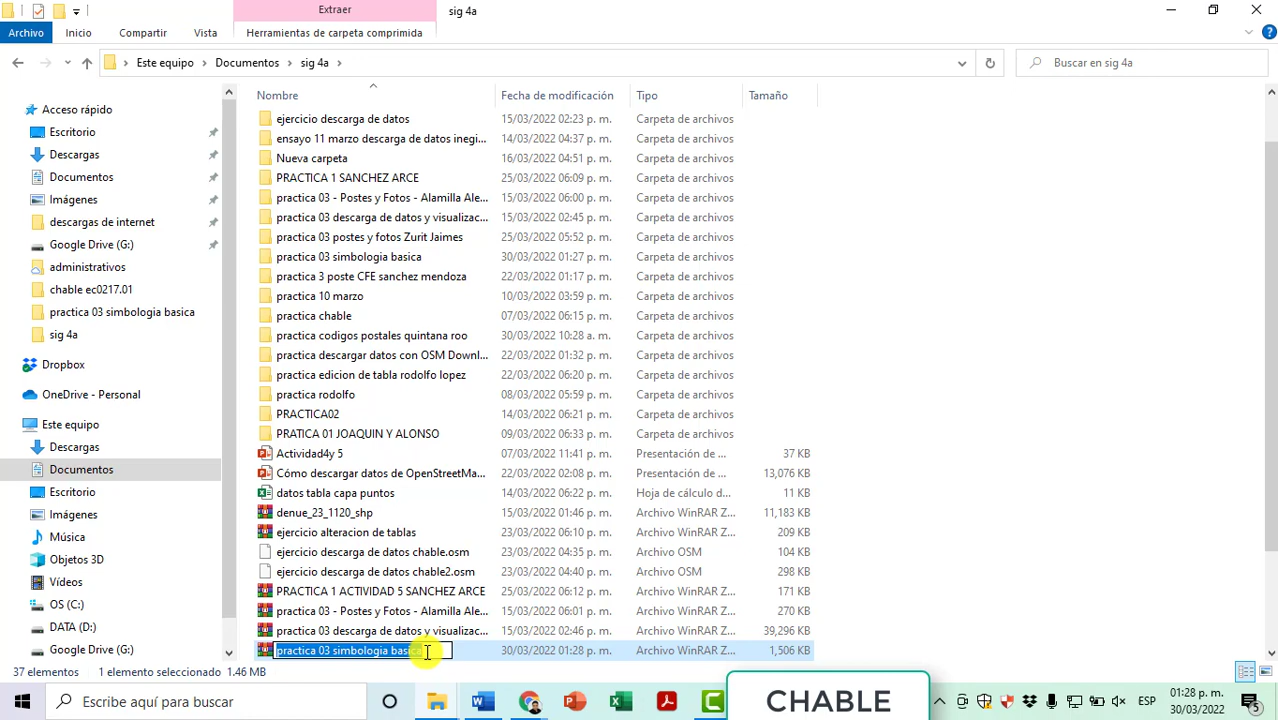 Extraer
sig 4a
Archivo
Inicio
Compartir
Vista
Herramientas de carpeta comprimida
Este equipo
Documentos
sig 4a
Buscar en sig 4a
Nombre
Fecha de modificación
Tipo
Tamaño
Acceso rápido
Escritorio
Descargas
Documentos
Imágenes
descargas de internet
Google Drive (G:)
administrativos
chable ec0217.01
practica 03 simbologia basica
sig 4a
Dropbox
OneDrive - Personal
Este equipo
Descargas
Documentos
Escritorio
Imágenes
Música
Objetos 3D
Vídeos
OS (C:)
DATA (D:)
Google Drive (G:)
ejercicio descarga de datos 15/03/2022 02:23 p. m. Carpeta de archivos
ensayo 11 marzo descarga de datos inegi... 14/03/2022 04:37 p. m. Carpeta de archivos
Nueva carpeta 16/03/2022 04:51 p. m. Carpeta de archivos
PRACTICA 1 SANCHEZ ARCE 25/03/2022 06:09 p. m. Carpeta de archivos
practica 03 - Postes y Fotos - Alamilla Ale... 15/03/2022 06:00 p. m. Carpeta de archivos
practica 03 descarga de datos y visualizac... 15/03/2022 02:45 p. m. Carpeta de archivos
practica 03 postes y fotos Zurit Jaimes 25/03/2022 05:52 p. m. Carpeta de archivos
practica 03 simbologia basica 30/03/2022 01:27 p. m. Carpeta de archivos
practica 3 poste CFE sanchez mendoza 22/03/2022 01:17 p. m. Carpeta de archivos
practica 10 marzo 10/03/2022 03:59 p. m. Carpeta de archivos
practica chable 07/03/2022 06:15 p. m. Carpeta de archivos
practica codigos postales quintana roo 30/03/2022 10:28 a. m. Carpeta de archivos
practica descargar datos con OSM Downl... 22/03/2022 01:32 p. m. Carpeta de archivos
practica edicion de tabla rodolfo lopez 22/03/2022 06:20 p. m. Carpeta de archivos
practica rodolfo 08/03/2022 05:59 p. m. Carpeta de archivos
PRACTICA02 14/03/2022 06:21 p. m. Carpeta de archivos
PRATICA 01 JOAQUIN Y ALONSO 09/03/2022 06:33 p. m. Carpeta de archivos
Actividad4y 5 07/03/2022 11:41 p. m. Presentación de ... 37 KB
Cómo descargar datos de OpenStreetMa... 22/03/2022 02:08 p. m. Presentación de ... 13,076 KB
datos tabla capa puntos 14/03/2022 06:22 p. m. Hoja de cálculo d... 11 KB
denue_23_1120_shp 15/03/2022 01:46 p. m. Archivo WinRAR Z... 11,183 KB
ejercicio alteracion de tablas 23/03/2022 06:10 p. m. Archivo WinRAR Z... 209 KB
ejercicio descarga de datos chable.osm 23/03/2022 04:35 p. m. Archivo OSM 104 KB
ejercicio descarga de datos chable2.osm 23/03/2022 04:40 p. m. Archivo OSM 298 KB
PRACTICA 1 ACTIVIDAD 5 SANCHEZ ARCE 25/03/2022 06:12 p. m. Archivo WinRAR Z... 171 KB
practica 03 - Postes y Fotos - Alamilla Ale... 15/03/2022 06:01 p. m. Archivo WinRAR Z... 270 KB
practica 03 descarga de datos y visualizac... 15/03/2022 02:46 p. m. Archivo WinRAR Z... 39,296 KB
practica 03 simbologia basica 30/03/2022 01:28 p. m. Archivo WinRAR Z... 1,506 KB
37 elementos
1 elemento seleccionado 1.46 MB
Escribe aquí para buscar
CHABLE
ESP
01:28 p. m.
30/03/2022
5